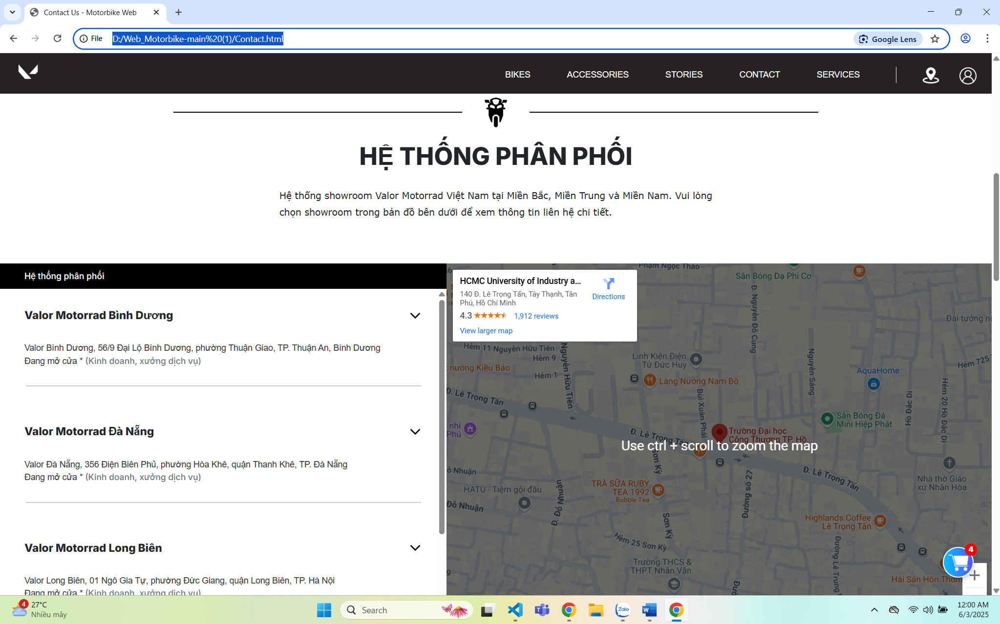 Contact Us - Motorbike Web
File
D:/Web_Motorbike-main%20(1)/Contact.html
Google Lens
BIKES
ACCESSORIES
STORIES
CONTACT
SERVICES
HỆ THỐNG PHÂN PHỐI
Hệ thống showroom Valor Motorrad Việt Nam tại Miền Bắc, Miền Trung và Miền Nam. Vui lòng
chọn showroom trong bản đồ bên dưới để xem thông tin liên hệ chi tiết.
Hệ thống phân phối
Valor Motorrad Bình Dương
Valor Bình Dương, 56/9 Đại Lộ Bình Dương, phường Thuận Giao, TP. Thuận An, Bình Dương
Đang mở cửa * (Kinh doanh, xưởng dịch vụ)
Valor Motorrad Đà Nẵng
Valor Đà Nẵng, 356 Điện Biên Phủ, phường Hòa Khê, quận Thanh Khê, TP. Đà Nẵng
Đang mở cửa * (Kinh doanh, xưởng dịch vụ)
Valor Motorrad Long Biên
Valor Long Biên, 01 Ngô Gia Tự, phường Đức Giang, quận Long Biên, TP. Hà Nội
Đang mở cửa * (Kinh doanh, xưởng dịch vụ)
HCMC University of Industry a...
Directions
140 Đ. Lê Trọng Tấn, Tây Thạnh, Tân
Phú, Hồ Chí Minh
4.3
1,912 reviews
View larger map
Phạm Ngọc Thảo
Sân Bóng Dạ Phi Cơ
Đ. Nguyễn Đỗ Cung
Đài tưởng ni
Hẻm 11 Nguyễn Hữu Tiến
Hẻm 9
nướng Kiều Bảo
Hẻm 1
Nguyễn Hữu Tiến
Linh Kiện Điện
Tử Đức Huy
Làng Nướng Nam Bộ
Nguyễn Sáng
AquaHome
Hẻm 725
Đ. Lê Trọng Tấn
Bùi Xuân Phái
Hồ Đắc Di
Hẻm 20 Hồ Đắc Di
nhi
Phú
Sân Bóng Đá
Mini Hiệp Phát
Đ. Lê Trọng Tấn
Trường Đại học
Công Thương TP. Hồ...
Use ctrl + scroll to zoom the map
Sơn Kỳ
Đ. Lê Trọng Tấn
Đường số 27
Nhà thờ Giáo
xứ Nhân Hòa
ỗ Nhuận
HATU - Tiệm gội đầu
Đỗ Nhuận
Đ. Đỗ Nhuận
TRÀ SỮA RUBY
TEA 1992
Bubble Tea
Sơn Kỳ
Hẻm 25 Sơn Kỳ
Highlands Coffee
Lê Trọng Tấn
Trường THCS &
THPT Nhân Văn
Đường Lê Trung
Hải Sản Hòn Thơm
4
4
27°C
Nhiều mây
Search
Zalo
12:00 AM
6/3/2025